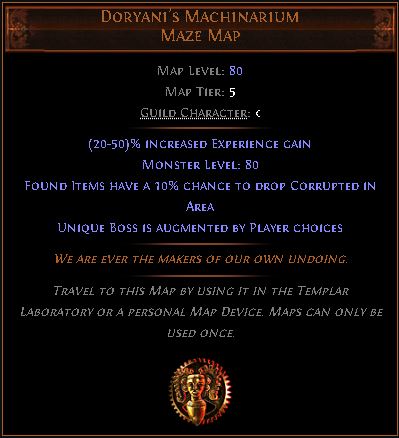 Doryani's Machinarium
Maze Map
Map Level: 80
Map Tier: 5
Guild Character: c
(20-50)% increased Experience gain
Monster Level: 80
Found Items have a 10% chance to drop Corrupted in
Area
Unique Boss is augmented by Player choices
We are ever the makers of our own undoing.
Travel to this Map by using it in the Templar
Laboratory or a personal Map Device. Maps can only be
used once.